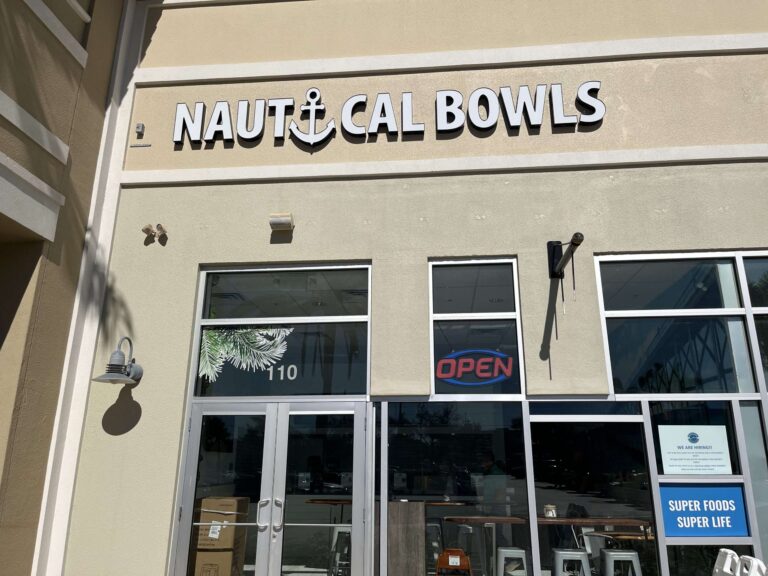 NAUTICAL BOWLS
110
OPEN
WE ARE HIRING!!
SUPER FOODS
SUPER LIFE